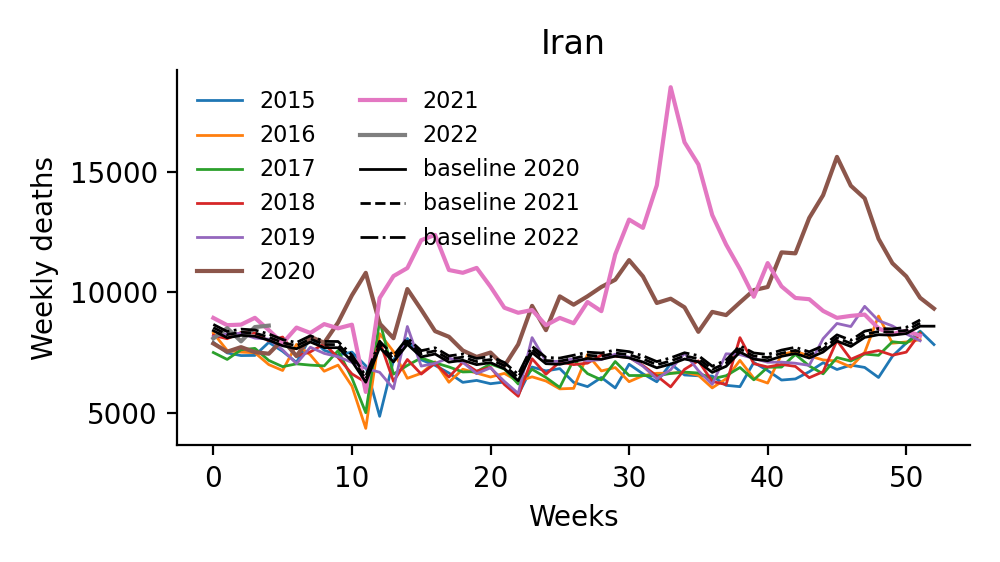 Iran
Weekly deaths
15000
10000
5000
2015
2016
2017
2018
2019
2020
2021
2022
baseline 2020
baseline 2021
baseline 2022
0 10 20 30 40 50
Weeks